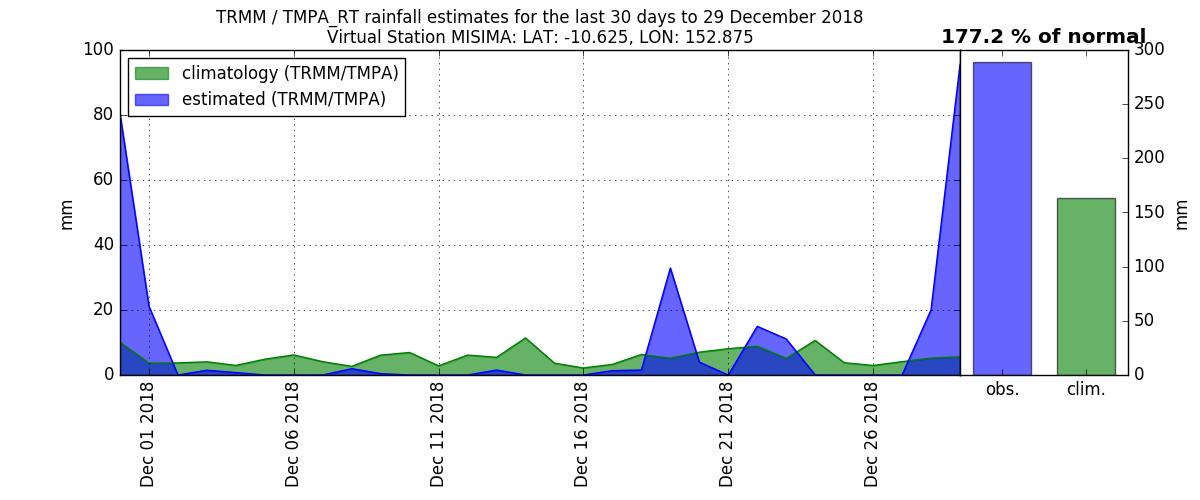 TRMM / TMPA_RT rainfall estimates for the last 30 days to 29 December 2018
Virtual Station MISIMA: LAT: -10.625, LON: 152.875
177.2 % of normal
climatology (TRMM/TMPA)
estimated (TRMM/TMPA)
100
80
60
40
20
0
mm
Dec 01 2018
Dec 06 2018
Dec 11 2018
Dec 16 2018
Dec 21 2018
Dec 26 2018
obs.
clim.
300
250
200
150
100
50
0
mm